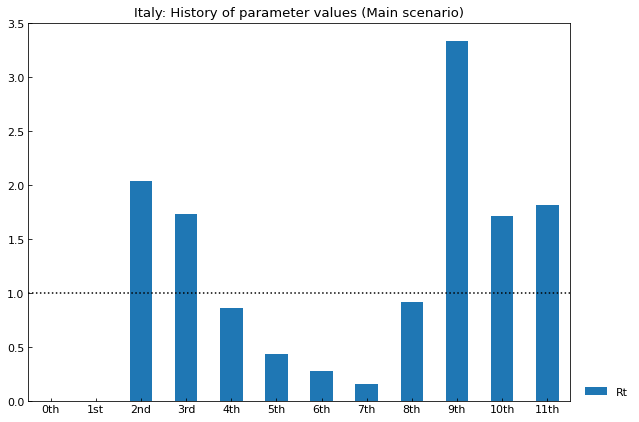 Italy: History of parameter values (Main scenario)
3.5
3.0
2.5
2.0
1.5
1.0
0.5
0.0
0th 1st 2nd 3rd 4th 5th 6th 7th 8th 9th 10th 11th
Rt